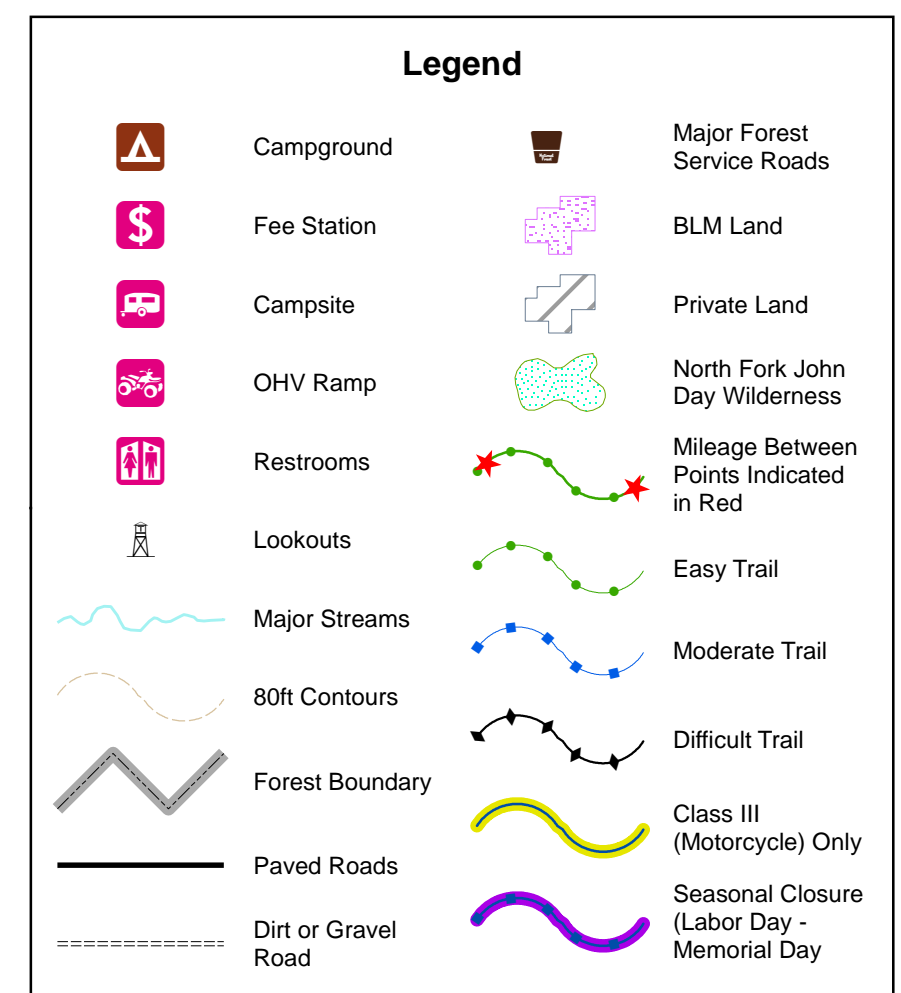 Legend
Campground
Fee Station
$
Campsite
OHV Ramp
Restrooms
Lookouts
Major Streams
80ft Contours
Forest Boundary
Paved Roads
Dirt or Gravel
Road
National
Forest
Major Forest
Service Roads
BLM Land
Private Land
North Fork John
Day Wilderness
Mileage Between
Points Indicated
in Red
Easy Trail
Moderate Trail
Difficult Trail
Class III
(Motorcycle) Only
Seasonal Closure
(Labor Day -
Memorial Day